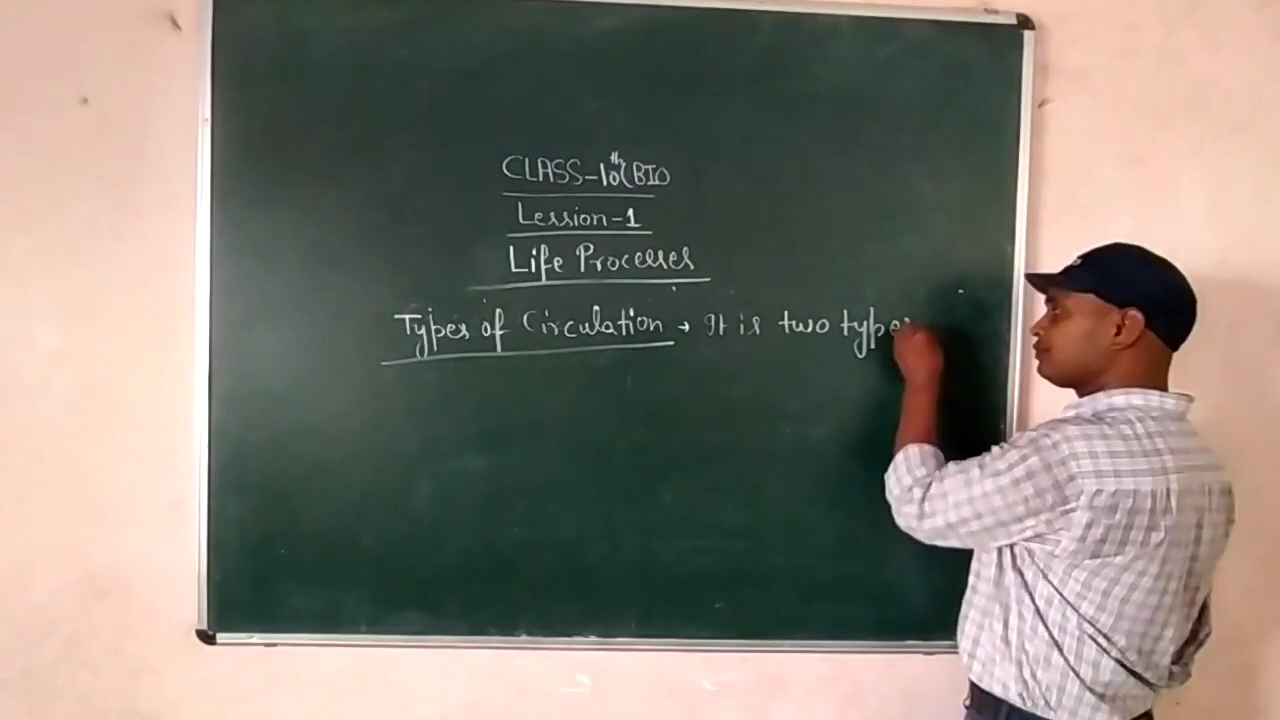 CLASS-10th(BIO
Lession-1
Life Processes
Types of Circulation → It is two types